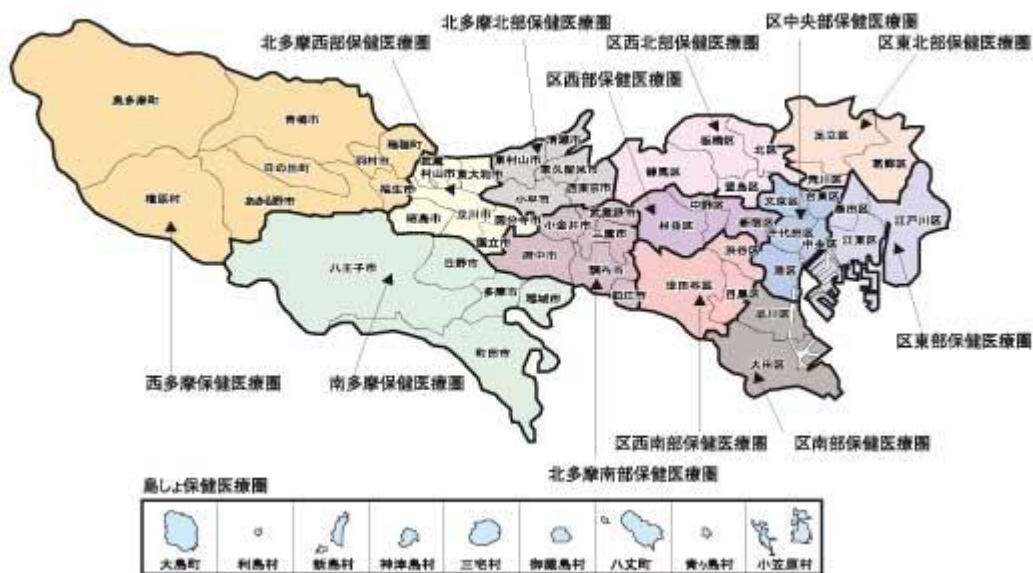 北多摩北部保健医療圏
区中央部保健医療圏
北多摩西部保健医療圏
区西北部保健医療圏
区東北部保健医療圏
区西部保健医療圏
奥多摩町
青梅市
瑞穂町
羽村市
日の出町
福生市
あきる野市
檜原村
武蔵
村山市
東大和市
昭島市
立川市
国分寺市
国立市
東村山市
清瀬市
東久留米市
小平市
西東京市
武蔵野市
小金井市
三鷹市
府中市
調布市
狛江市
八王子市
日野市
多摩市
稲城市
町田市
板橋区
北区
練馬区
豊島区
中野区
杉並区
新宿区
足立区
葛飾区
荒川区
文京区
台東区
千代田区
中央区
港区
墨田区
江東区
江戸川区
渋谷区
世田谷区
目黒区
品川区
大田区
区東部保健医療圏
西多摩保健医療圏
南多摩保健医療圏
区西南部保健医療圏
区南部保健医療圏
北多摩南部保健医療圏
島しょ保健医療圏
大島町
利島村
新島村
神津島村
三宅村
御蔵島村
八丈町
青ヶ島村
小笠原村